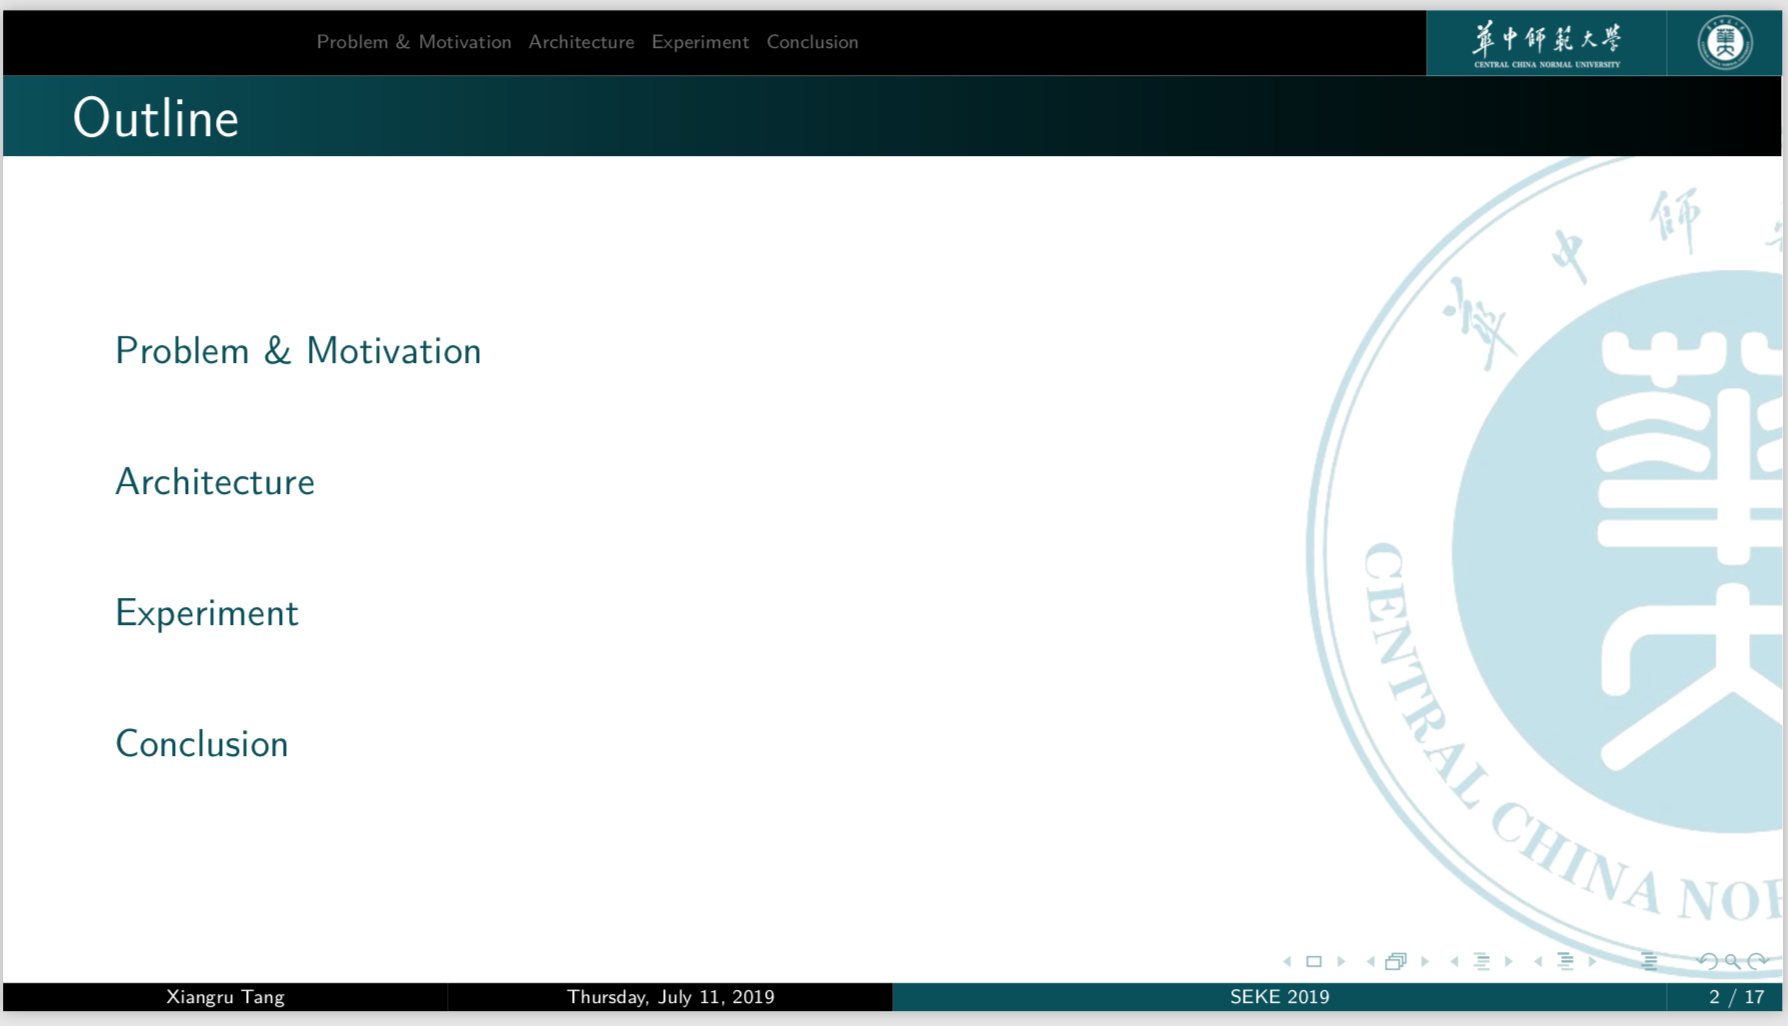 Problem & Motivation Architecture Experiment Conclusion
華中師範大學
CENTRAL CHINA NORMAL UNIVERSITY
Outline
華中師
Problem & Motivation
Architecture
Experiment
Conclusion
CENTRAL CHINA NOR
Xiangru Tang Thursday, July 11, 2019 SEKE 2019 2 / 17